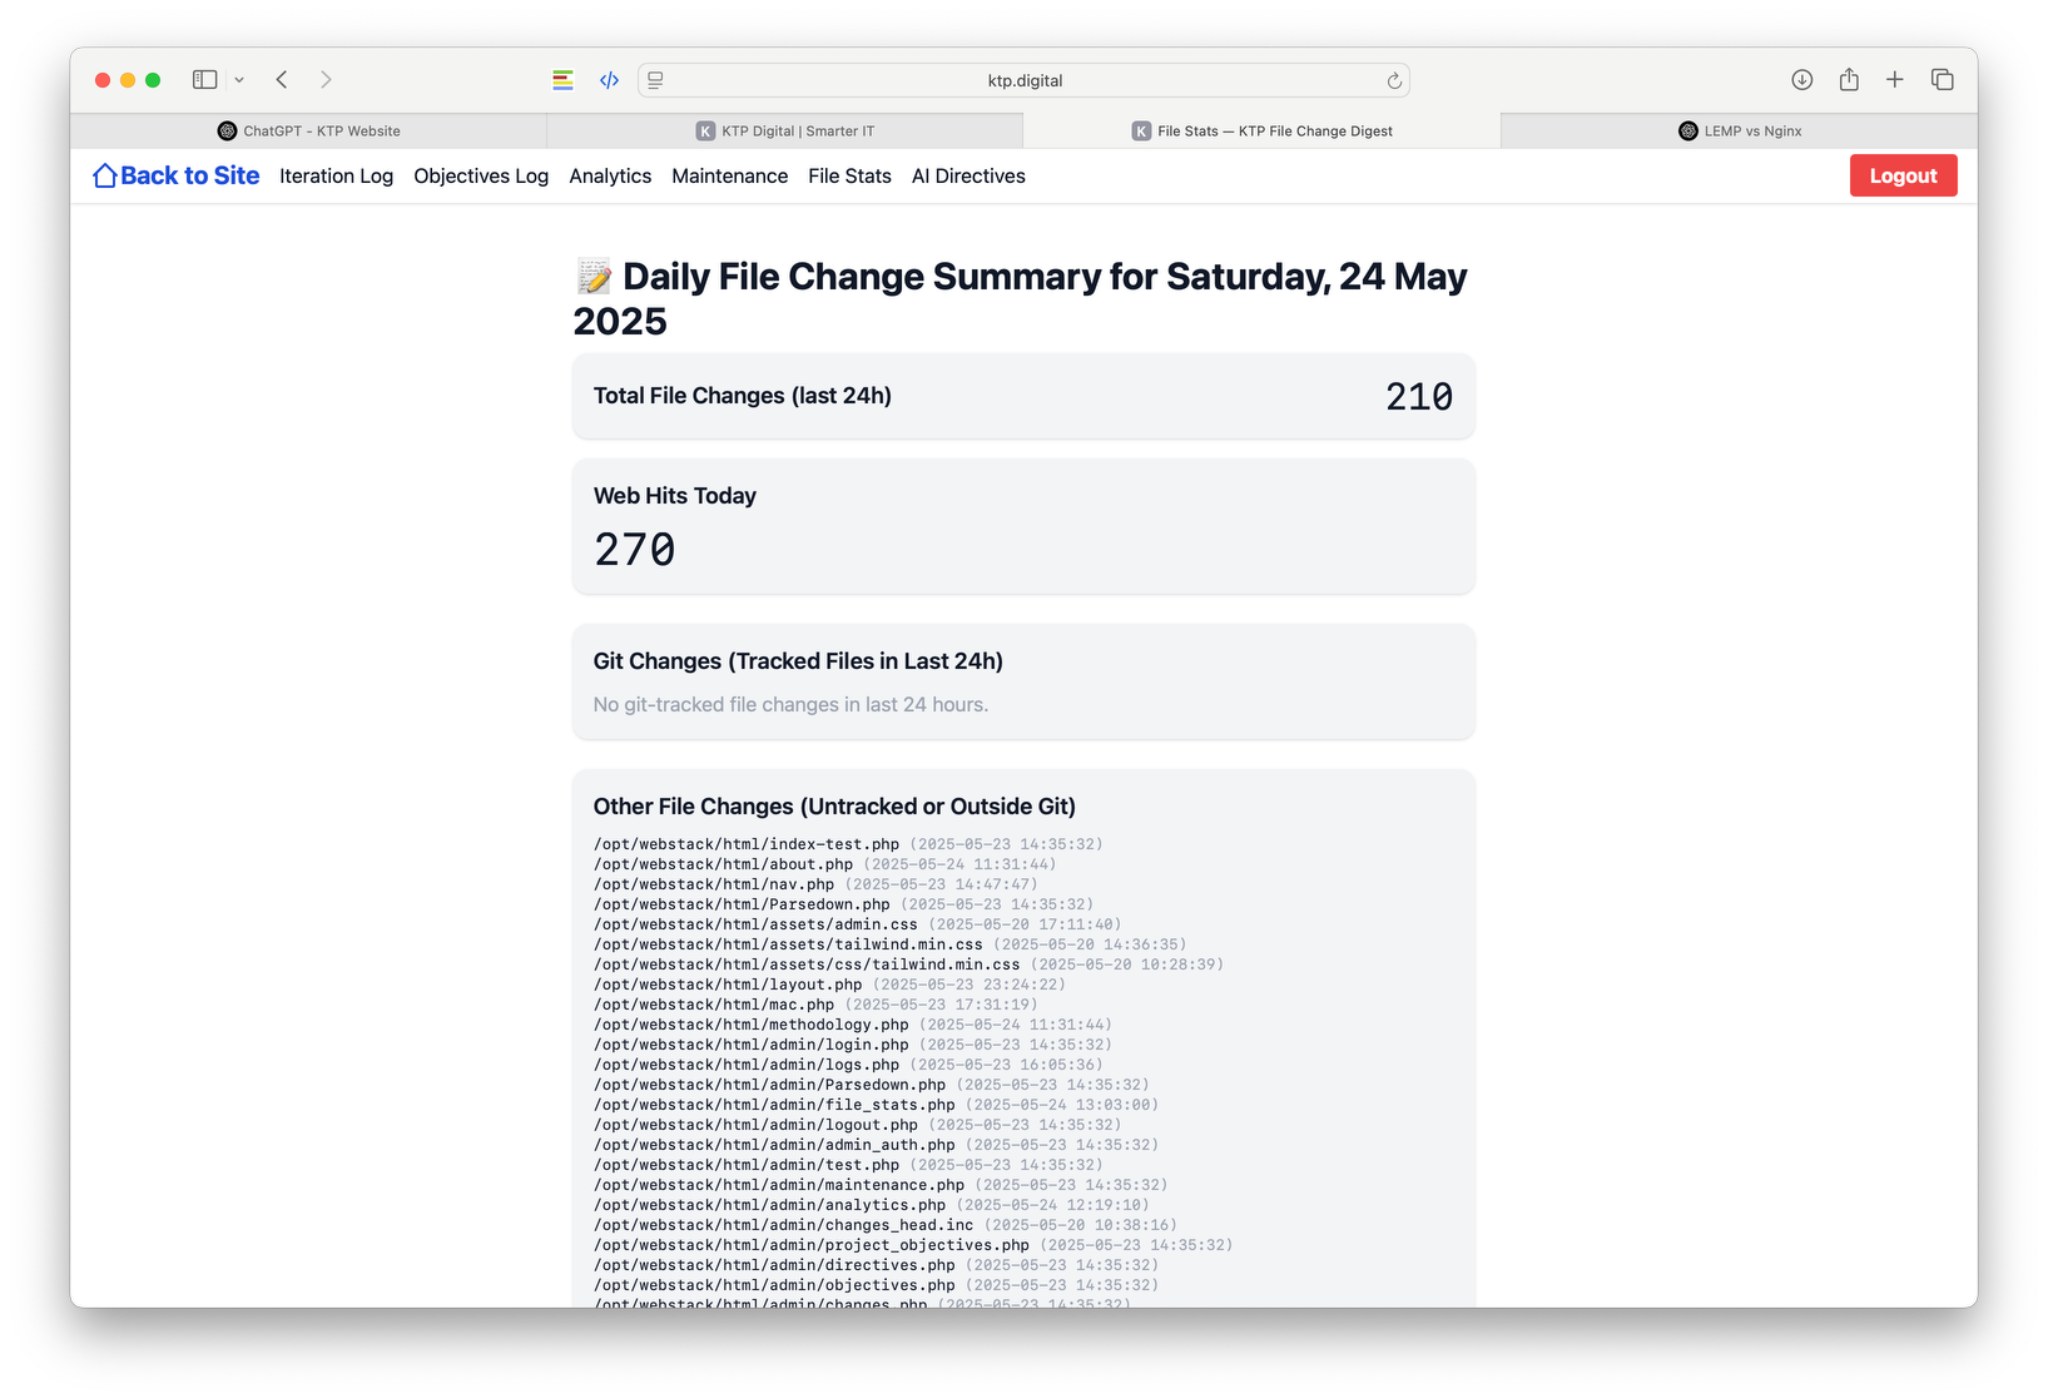 ktp.digital
ChatGPT - KTP Website
KTP Digital | Smarter IT
File Stats — KTP File Change Digest
LEMP vs Nginx
Back to Site Iteration Log Objectives Log Analytics Maintenance File Stats AI Directives Logout
📝 Daily File Change Summary for Saturday, 24 May
2025
Total File Changes (last 24h) 210
Web Hits Today
270
Git Changes (Tracked Files in Last 24h)
No git-tracked file changes in last 24 hours.
Other File Changes (Untracked or Outside Git)
/opt/webstack/html/index-test.php (2025-05-23 14:35:32)
/opt/webstack/html/about.php (2025-05-24 11:31:44)
/opt/webstack/html/nav.php (2025-05-23 14:47:47)
/opt/webstack/html/Parsedown.php (2025-05-23 14:35:32)
/opt/webstack/html/assets/admin.css (2025-05-20 17:11:40)
/opt/webstack/html/assets/tailwind.min.css (2025-05-20 14:36:35)
/opt/webstack/html/assets/css/tailwind.min.css (2025-05-20 10:28:39)
/opt/webstack/html/layout.php (2025-05-23 23:24:22)
/opt/webstack/html/mac.php (2025-05-23 17:31:19)
/opt/webstack/html/methodology.php (2025-05-24 11:31:44)
/opt/webstack/html/admin/login.php (2025-05-23 14:35:32)
/opt/webstack/html/admin/logs.php (2025-05-23 16:05:36)
/opt/webstack/html/admin/Parsedown.php (2025-05-23 14:35:32)
/opt/webstack/html/admin/file_stats.php (2025-05-24 13:03:00)
/opt/webstack/html/admin/logout.php (2025-05-23 14:35:32)
/opt/webstack/html/admin/admin_auth.php (2025-05-23 14:35:32)
/opt/webstack/html/admin/test.php (2025-05-23 14:35:32)
/opt/webstack/html/admin/maintenance.php (2025-05-23 14:35:32)
/opt/webstack/html/admin/analytics.php (2025-05-24 12:19:10)
/opt/webstack/html/admin/changes_head.inc (2025-05-20 10:38:16)
/opt/webstack/html/admin/project_objectives.php (2025-05-23 14:35:32)
/opt/webstack/html/admin/directives.php (2025-05-23 14:35:32)
/opt/webstack/html/admin/objectives.php (2025-05-23 14:35:32)
/opt/webstack/html/admin/changes.php (2025-05-23 14:35:32)